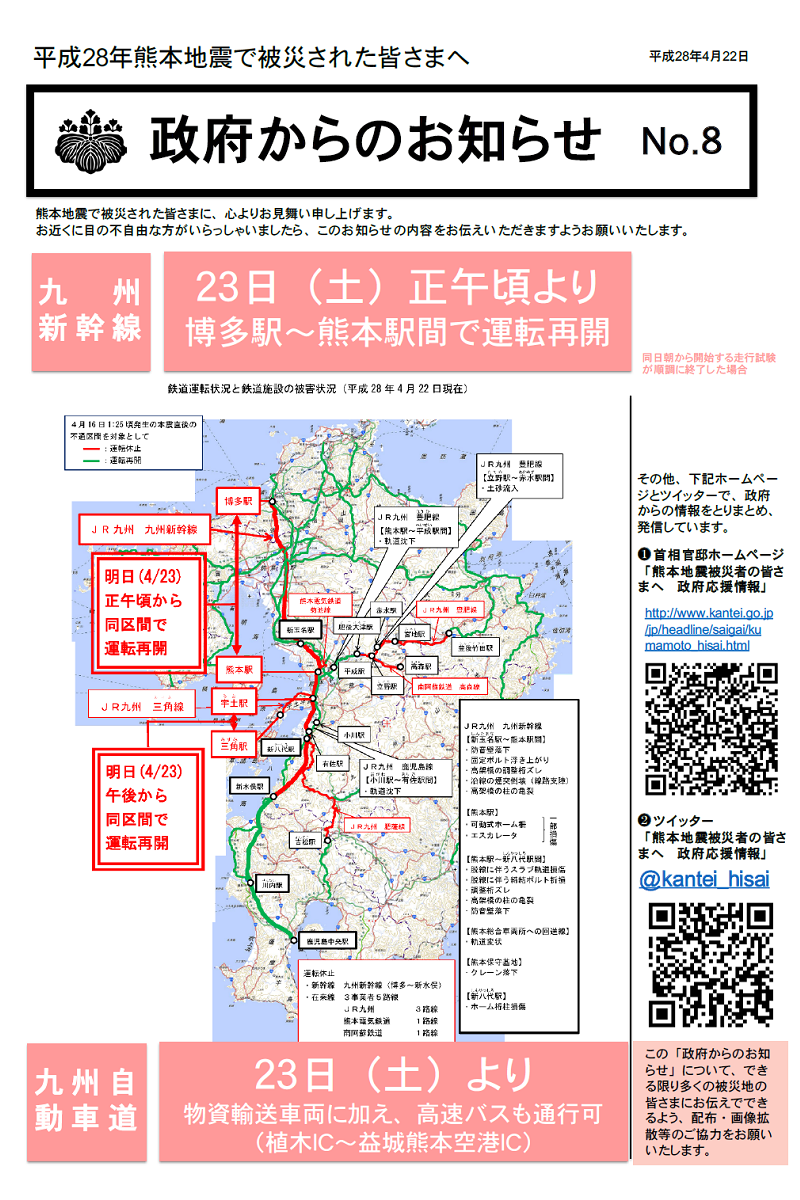 平成28年熊本地震で被災された皆さまへ
平成28年4月22日
政府からのお知らせ No.8
熊本地震で被災された皆さまに、心よりお見舞い申し上げます。
お近くに目の不自由な方がいらっしゃいましたら、このお知らせの内容をお伝えいただきますようお願いいたします。
九州
新幹線
23日（土）正午頃より
博多駅～熊本駅間で運転再開
同日朝から開始する走行試験
が順調に終了した場合
鉄道運転状況と鉄道施設の被害状況（平成28年4月22日現在）
4月16日1:25頃発生の本震直後の
不通区間を対象として
：運転休止
：運転再開
博多駅
JR九州 九州新幹線
明日(4/23)
正午頃から
同区間で
運転再開
熊本駅
JR九州 三角線
宇土駅
三角駅
明日(4/23)
午後から
同区間で
運転再開
JR九州 豊肥線
【立野駅～赤水駅間】
・土砂流入
JR九州 豊肥線
【熊本駅～平成駅間】
・軌道沈下
熊本電気鉄道
菊池線
赤水駅
JR九州 豊肥線
新玉名駅
肥後大津駅
宮地駅
豊後竹田駅
平成駅
高森駅
立野駅
南阿蘇鉄道 高森線
小川駅
新八代駅
有佐駅
JR九州 鹿児島線
【小川駅～有佐駅間】
・軌道沈下
新水俣駅
JR九州 肥薩線
吉松駅
川内駅
鹿児島中央駅
JR九州 九州新幹線
【新玉名駅～熊本駅間】
・防音壁落下
・固定ボルト浮き上がり
・高架橋の調整桁ズレ
・沿線の煙突倒壊（線路支障）
・高架橋の柱の亀裂
【熊本駅】
・可動式ホーム柵
・エスカレータ
一部損傷
【熊本駅～新八代駅間】
・脱線に伴うスラブ軌道損傷
・脱線に伴う締結ボルト折損
・調整桁ズレ
・高架橋の柱の亀裂
・防音壁落下
【熊本総合車両所への回送線】
・軌道変状
【熊本保守基地】
・クレーン落下
【新八代駅】
・ホーム桁柱損傷
運転休止
・新幹線 九州新幹線（博多～新水俣）
・在来線 3事業者5路線
JR九州 3路線
熊本電気鉄道 1路線
南阿蘇鉄道 1路線
その他、下記ホームペー
ジとツイッターで、政府
からの情報をとりまとめ、
発信しています。
❶首相官邸ホームページ
「熊本地震被災者の皆さ
まへ 政府応援情報」
http://www.kantei.go.jp
/jp/headline/saigai/ku
mamoto_hisai.html
❷ツイッター
「熊本地震被災者の皆さ
まへ 政府応援情報」
@kantei_hisai
九州自
動車道
23日（土）より
物資輸送車両に加え、高速バスも通行可
（植木IC～益城熊本空港IC）
この「政府からのお知
らせ」について、でき
る限り多くの被災地の
皆さまにお伝えできで
るよう、配布・画像拡
散等のご協力をお願い
いたします。